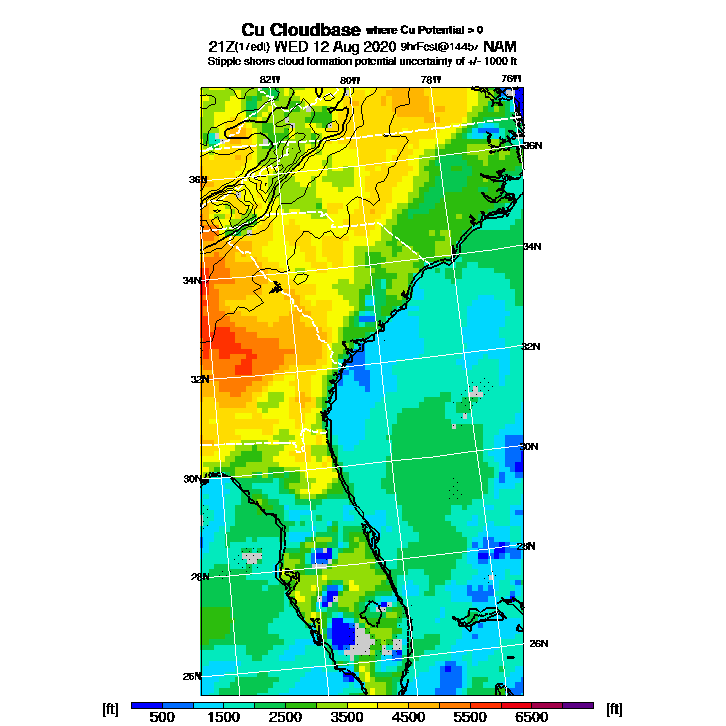 Cu Cloudbase where Cu Potential > 0
21Z(17edt) WED 12 Aug 2020 9hrFcst@1445z NAM
Stipple shows cloud formation potential uncertainty of +/- 1000 ft
82W 80W 78W 76W
36N 36N
34N 34N
32N 32N
30N 30N
28N 28N
26N 26N
[ft] 500 1500 2500 3500 4500 5500 6500 [ft]